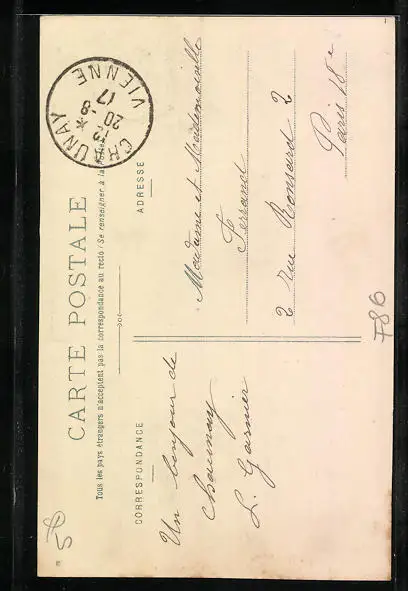 CARTE POSTALE
Tous les pays étrangers n'acceptent pas la correspondance au recto (Se renseigner à la
CORRESPONDANCE
ADRESSE
CHAUNAY
20 -8
17
VIENNE
Un bonjour de
Chaunay
L. Garnier
Madame et Mademoiselle
Ferrand
2 rue Ronsard 2
Paris 18e
F86